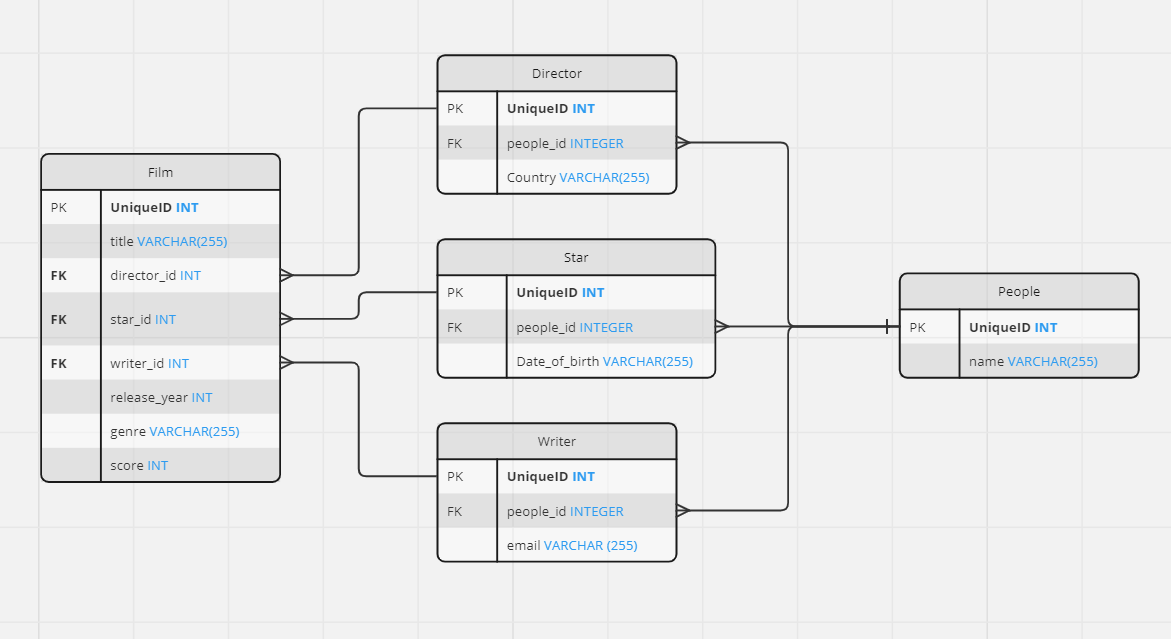 Film
PK UniqueID INT
title VARCHAR(255)
FK director_id INT
FK star_id INT
FK writer_id INT
release_year INT
genre VARCHAR(255)
score INT
Director
PK UniqueID INT
FK people_id INTEGER
Country VARCHAR(255)
Star
PK UniqueID INT
FK people_id INTEGER
Date_of_birth VARCHAR(255)
Writer
PK UniqueID INT
FK people_id INTEGER
email VARCHAR (255)
People
PK UniqueID INT
name VARCHAR(255)